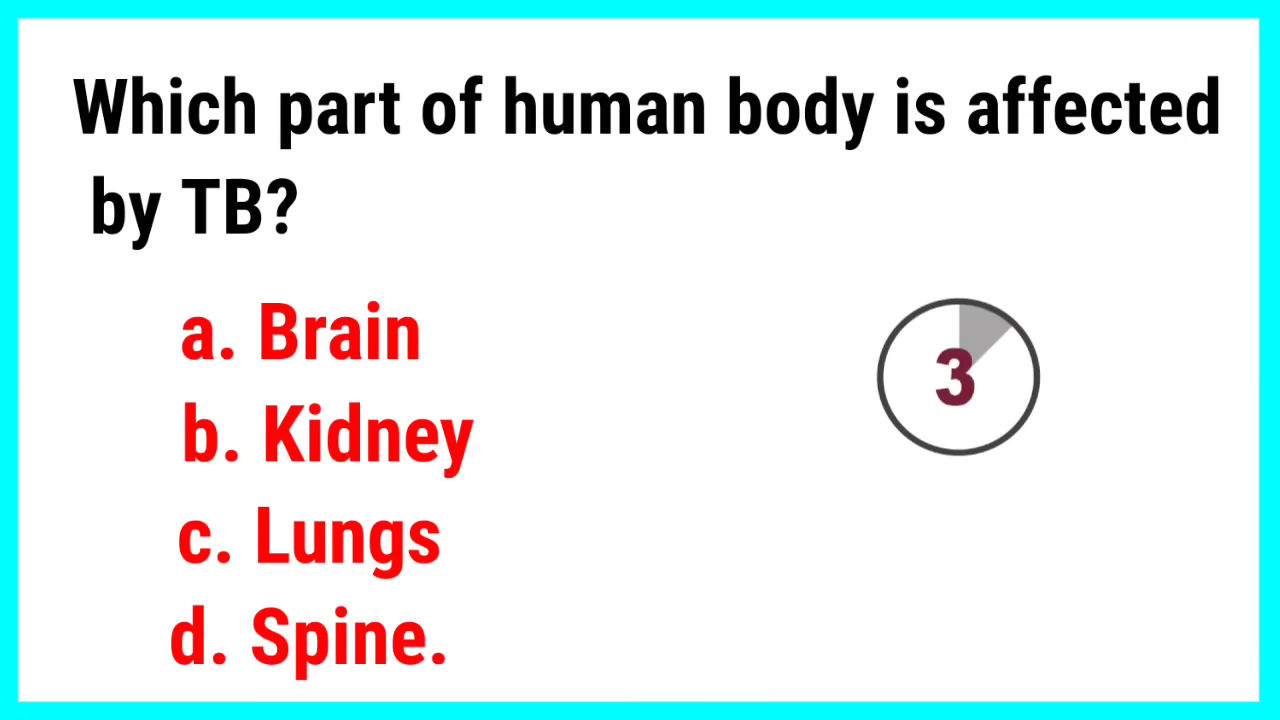 Which part of human body is affected
by TB?
a. Brain
3
b. Kidney
c. Lungs
d. Spine.